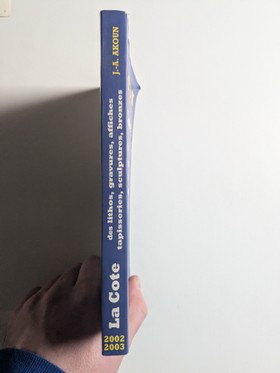 J.-A. AKOUN
des lithos, gravures, affiches
tapisseries, sculptures, bronzes
La Cote
2002
2003